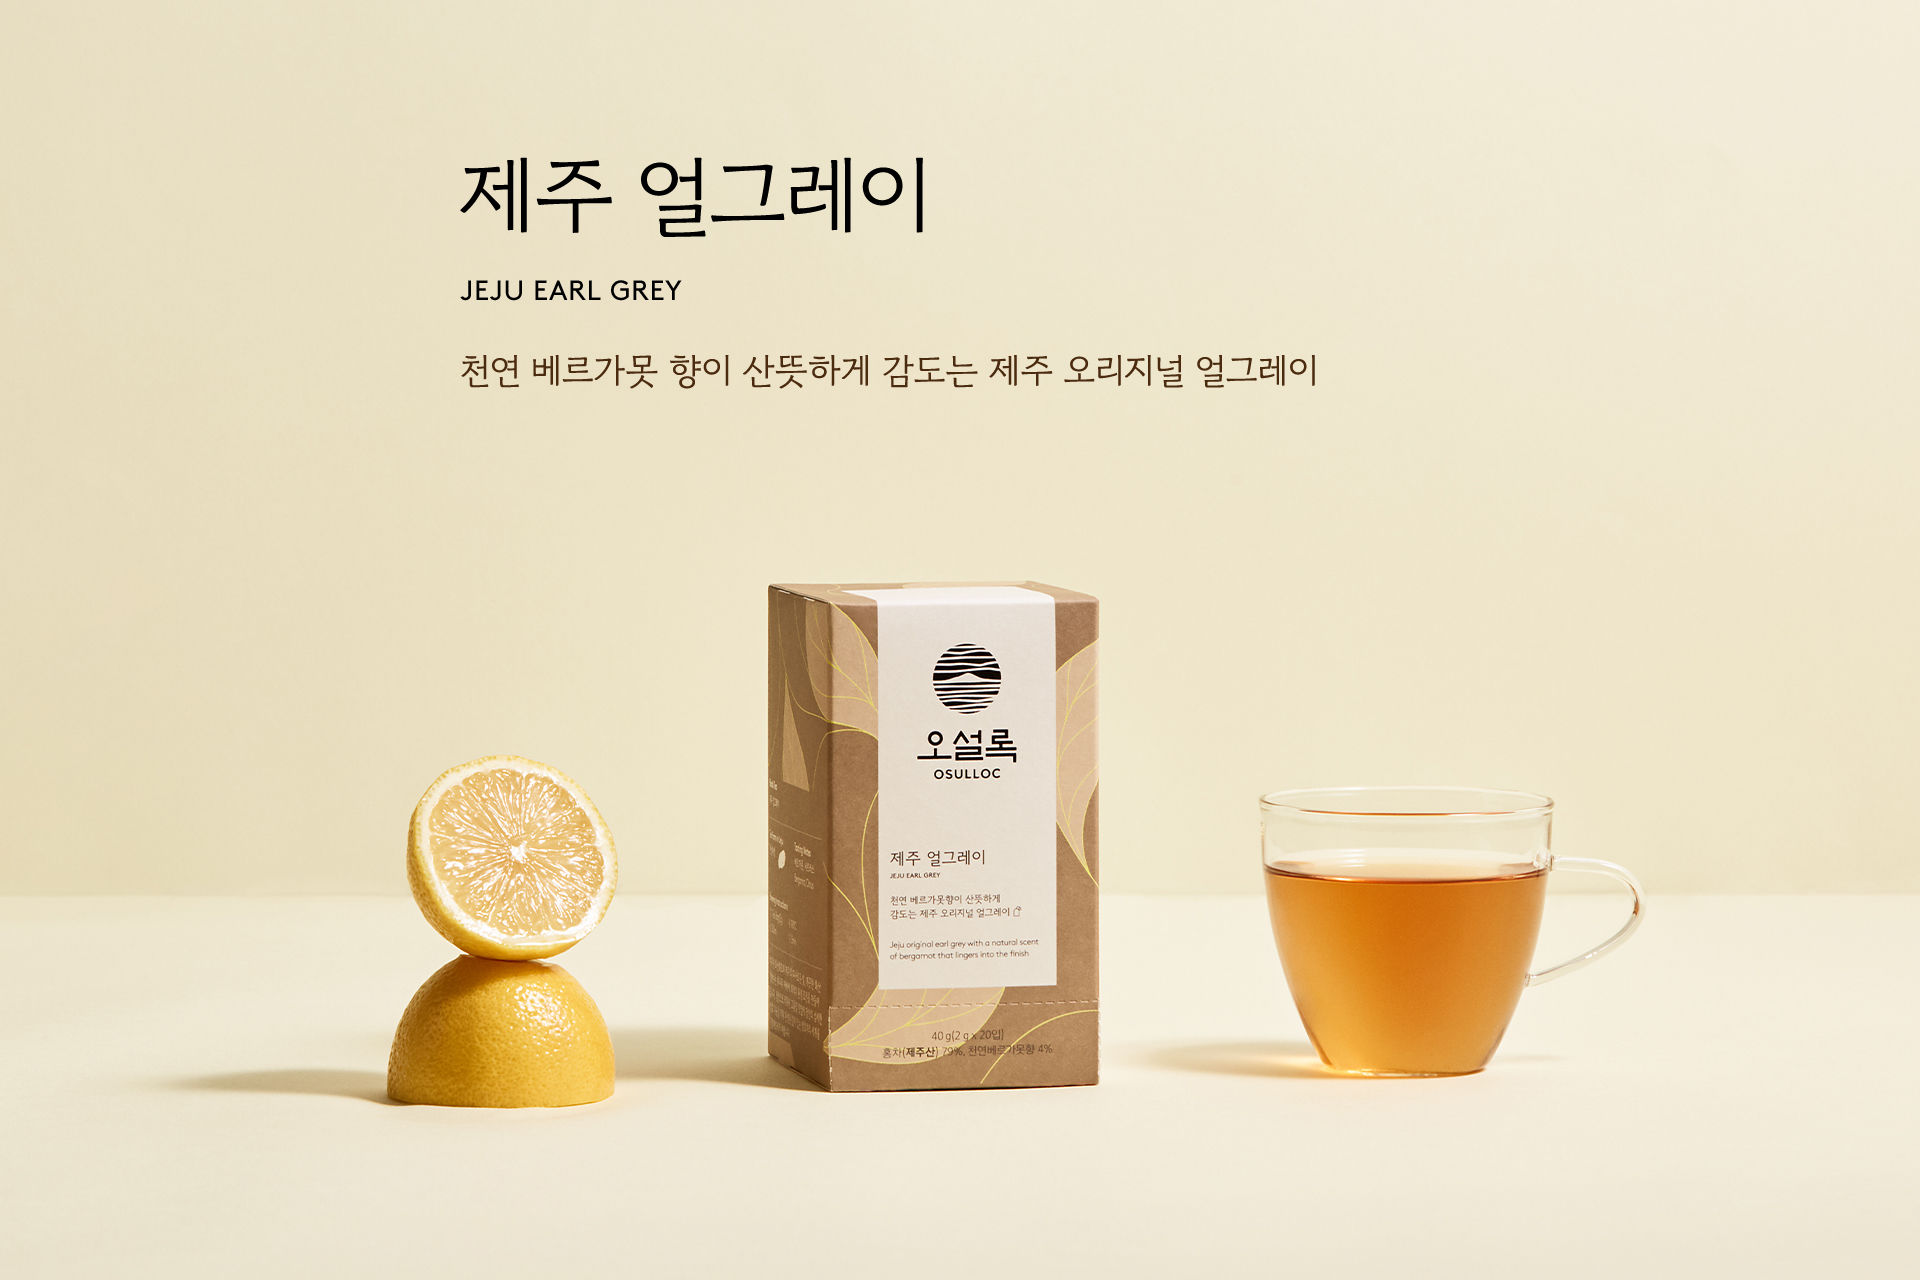 제주 얼그레이
JEJU EARL GREY
천연 베르가못 향이 산뜻하게 감도는 제주 오리지널 얼그레이
오설록
OSULLOC
제주 얼그레이
JEJU EARL GREY
천연 베르가못향이 산뜻하게
감도는 제주 오리지널 얼그레이
Jeju original earl grey with a natural scent
of bergamot that lingers into the finish
40 g(2 g x 20입)
홍차(제주산) 79%, 천연베르가못향 4%